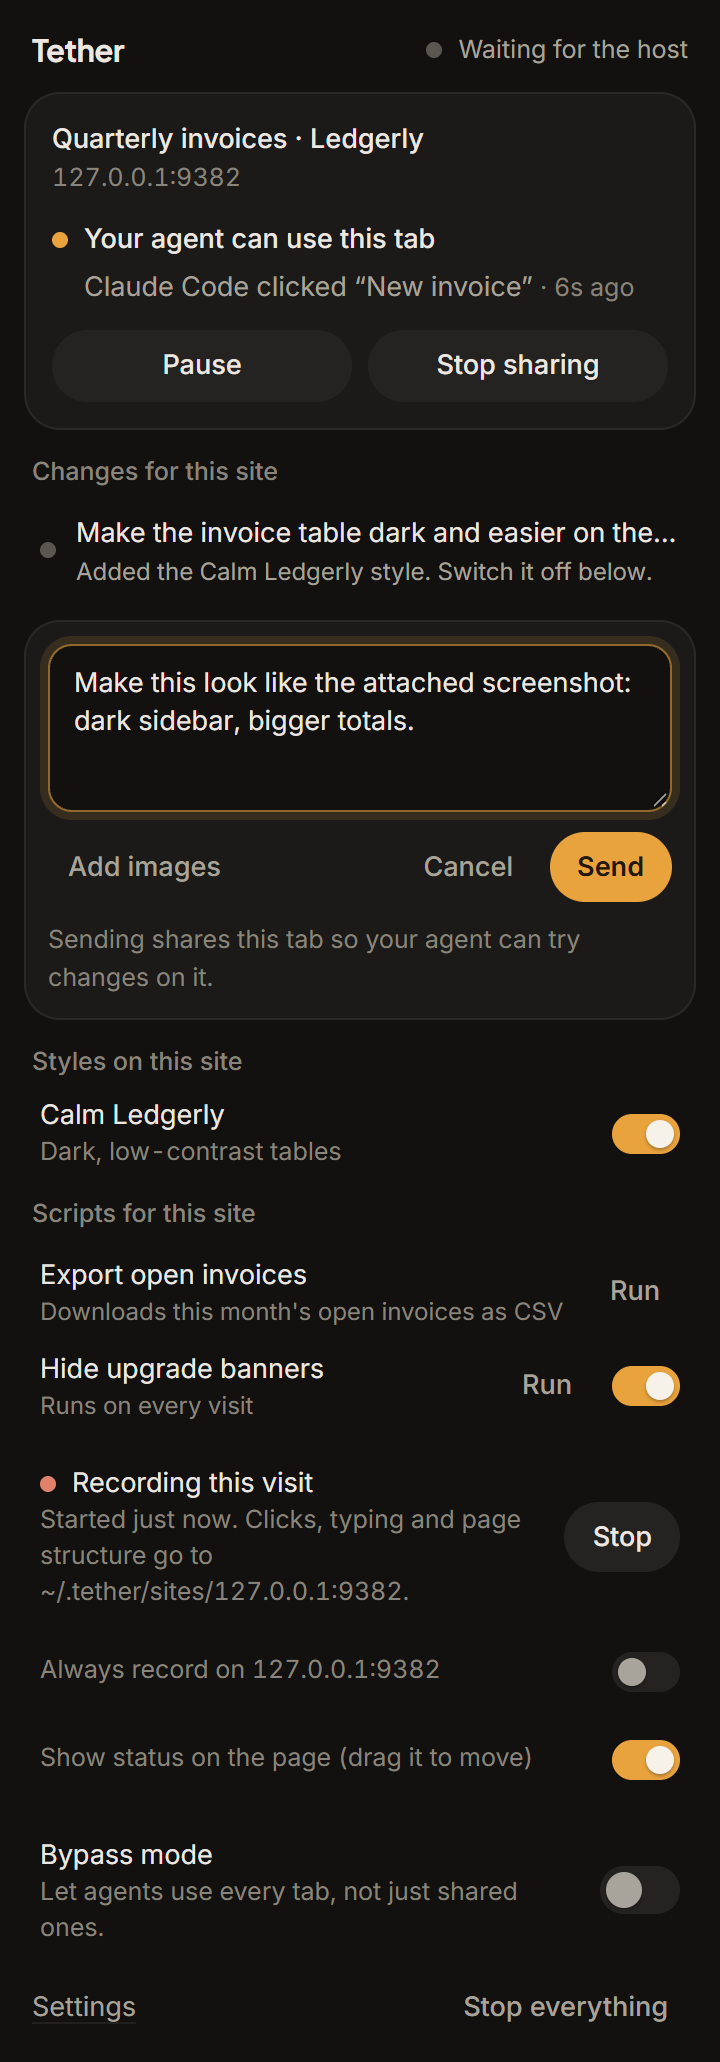 Tether
Waiting for the host
Quarterly invoices · Ledgerly
127.0.0.1:9382
Your agent can use this tab
Claude Code clicked “New invoice” · 6s ago
Pause
Stop sharing
Changes for this site
Make the invoice table dark and easier on the...
Added the Calm Ledgerly style. Switch it off below.
Make this look like the attached screenshot:
dark sidebar, bigger totals.
Add images
Cancel
Send
Sending shares this tab so your agent can try
changes on it.
Styles on this site
Calm Ledgerly
Dark, low-contrast tables
Scripts for this site
Export open invoices
Downloads this month's open invoices as CSV
Run
Hide upgrade banners
Runs on every visit
Run
Recording this visit
Started just now. Clicks, typing and page
structure go to
~/.tether/sites/127.0.0.1:9382.
Stop
Always record on 127.0.0.1:9382
Show status on the page (drag it to move)
Bypass mode
Let agents use every tab, not just shared
ones.
Settings
Stop everything